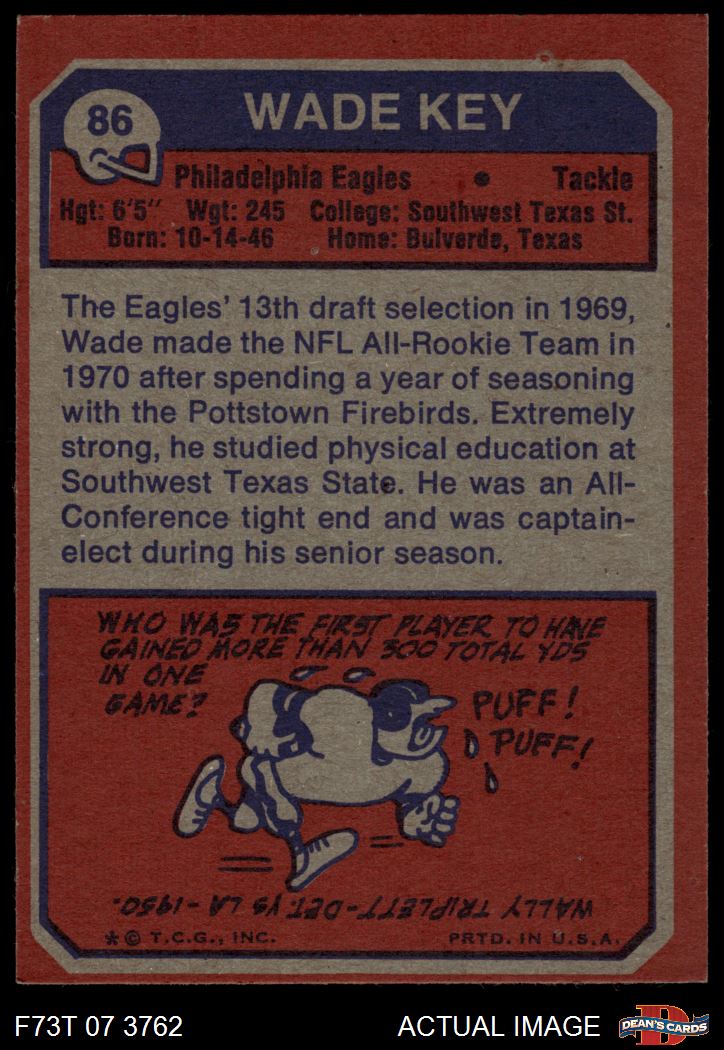 86
WADE KEY
Philadelphia Eagles • Tackle
Hgt: 6'5" Wgt: 245 College: Southwest Texas St.
Born: 10-14-46 Home: Bulverde, Texas
The Eagles' 13th draft selection in 1969,
Wade made the NFL All-Rookie Team in
1970 after spending a year of seasoning
with the Pottstown Firebirds. Extremely
strong, he studied physical education at
Southwest Texas State. He was an All-
Conference tight end and was captain-
elect during his senior season.
WHO WAS THE FIRST PLAYER TO HAVE
GAINED MORE THAN 300 TOTAL YDS
IN ONE
GAME?
PUFF!
PUFF!
WALLY TRIPLETT-DET. VS LA-1950.
* © T.C.G., INC. PRTD. IN U.S.A.
F73T 07 3762 ACTUAL IMAGE
D
DEAN'S CARDS